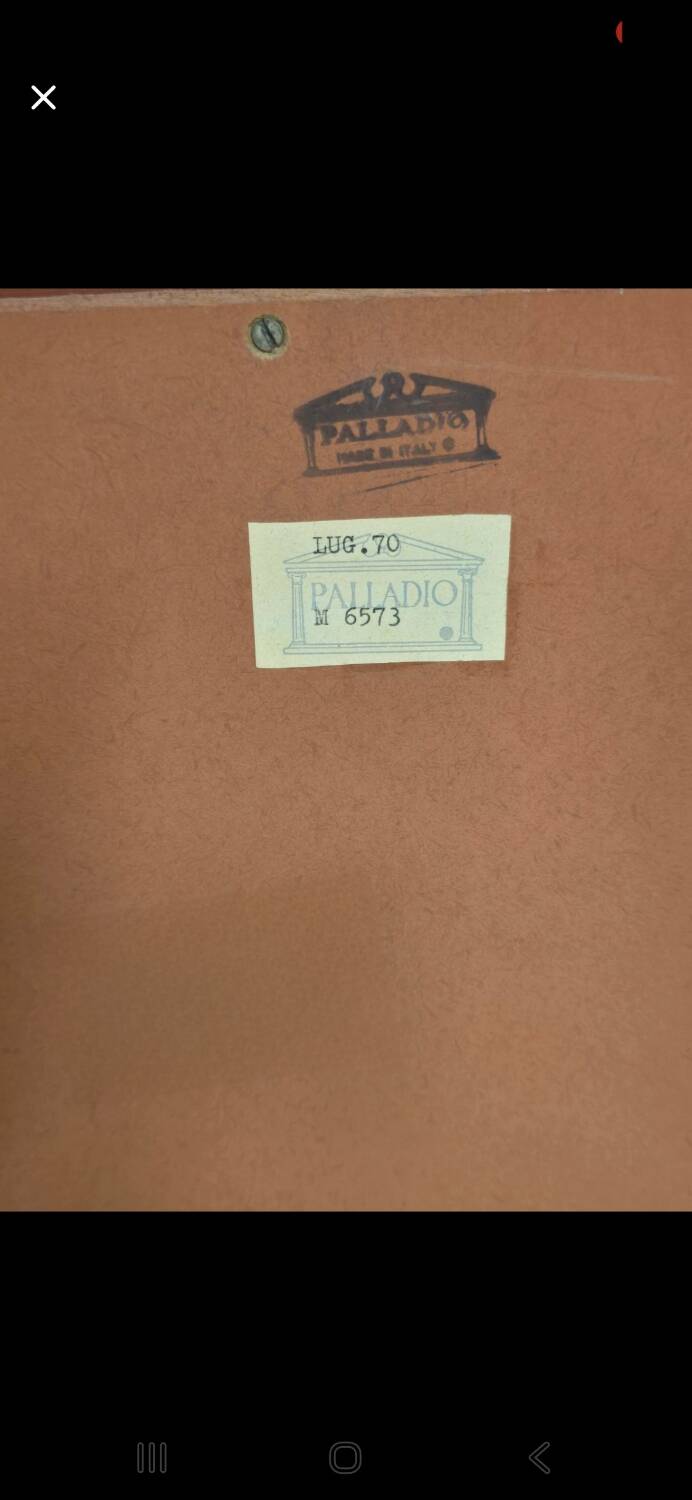 PALLADIO
MADE IN ITALY
LUG.70
PALLADIO
M 6573